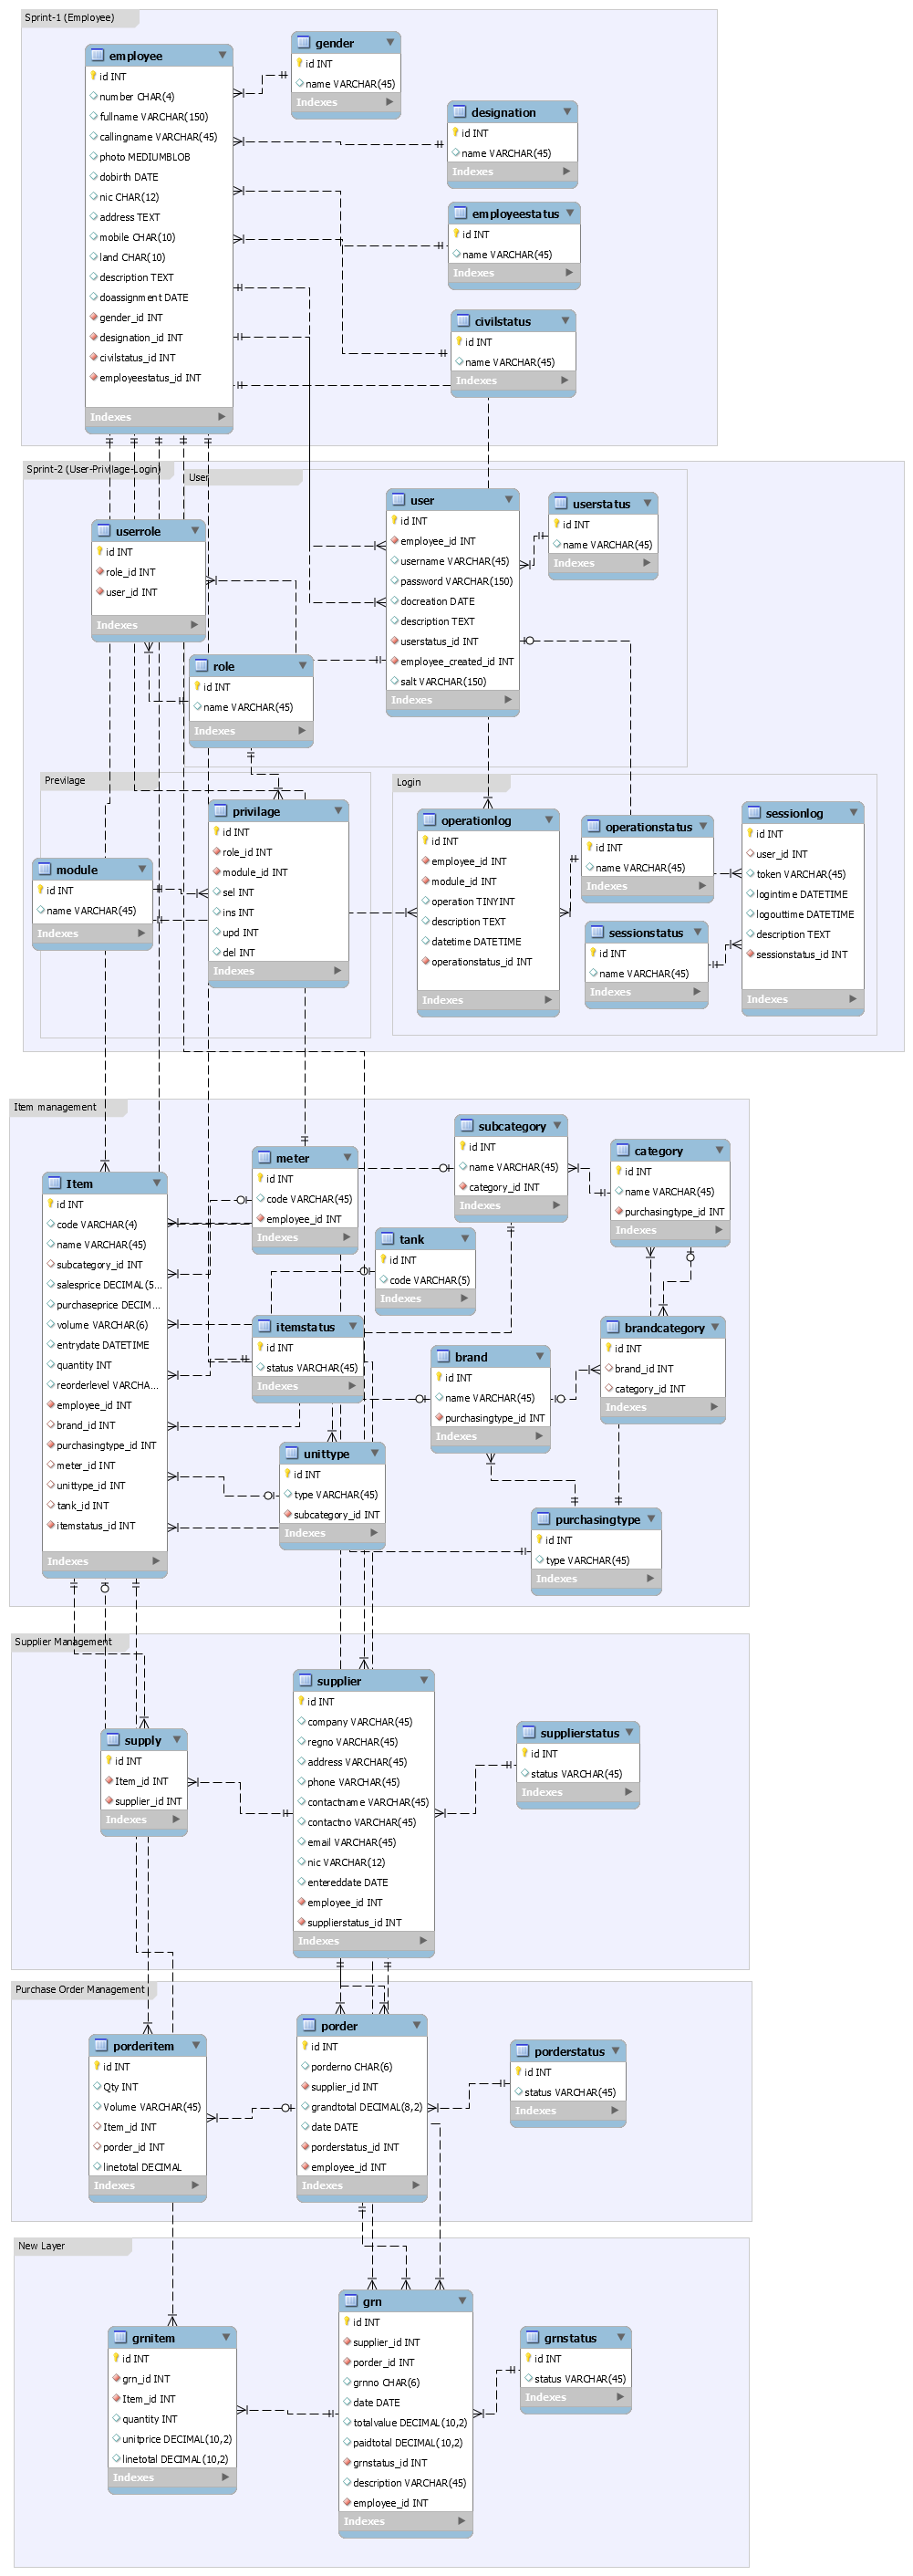 Sprint-1 (Employee)
employee
id INT
number CHAR(4)
fullname VARCHAR(150)
callingname VARCHAR(45)
photo MEDIUMBLOB
dobirth DATE
nic CHAR(12)
address TEXT
mobile CHAR(10)
land CHAR(10)
description TEXT
doassignment DATE
gender_id INT
designation_id INT
civilstatus_id INT
employeestatus_id INT
Indexes
gender
id INT
name VARCHAR(45)
Indexes
designation
id INT
name VARCHAR(45)
Indexes
employeestatus
id INT
name VARCHAR(45)
Indexes
civilstatus
id INT
name VARCHAR(45)
Indexes
Sprint-2 (User-Privilage-Login)
User
userrole
id INT
role_id INT
user_id INT
Indexes
user
id INT
employee_id INT
username VARCHAR(45)
password VARCHAR(150)
docreation DATE
description TEXT
userstatus_id INT
employee_created_id INT
salt VARCHAR(150)
Indexes
userstatus
id INT
name VARCHAR(45)
Indexes
role
id INT
name VARCHAR(45)
Indexes
Previlage
privilage
id INT
role_id INT
module_id INT
sel INT
ins INT
upd INT
del INT
Indexes
module
id INT
name VARCHAR(45)
Indexes
Login
operationlog
id INT
employee_id INT
module_id INT
operation TINYINT
description TEXT
datetime DATETIME
operationstatus_id INT
Indexes
operationstatus
id INT
name VARCHAR(45)
Indexes
sessionstatus
id INT
name VARCHAR(45)
Indexes
sessionlog
id INT
user_id INT
token VARCHAR(45)
logintime DATETIME
logouttime DATETIME
description TEXT
sessionstatus_id INT
Indexes
Item management
Item
id INT
code VARCHAR(4)
name VARCHAR(45)
subcategory_id INT
salesprice DECIMAL(5...
purchaseprice DECIM...
volume VARCHAR(6)
entrydate DATETIME
quantity INT
reorderlevel VARCHA...
employee_id INT
brand_id INT
purchasingtype_id INT
meter_id INT
unittype_id INT
tank_id INT
itemstatus_id INT
Indexes
meter
id INT
code VARCHAR(45)
employee_id INT
Indexes
subcategory
id INT
name VARCHAR(45)
category_id INT
Indexes
category
id INT
name VARCHAR(45)
purchasingtype_id INT
Indexes
tank
id INT
code VARCHAR(5)
Indexes
itemstatus
id INT
status VARCHAR(45)
Indexes
brand
id INT
name VARCHAR(45)
purchasingtype_id INT
Indexes
brandcategory
id INT
brand_id INT
category_id INT
Indexes
unittype
id INT
type VARCHAR(45)
subcategory_id INT
Indexes
purchasingtype
id INT
type VARCHAR(45)
Indexes
Supplier Management
supply
id INT
Item_id INT
supplier_id INT
Indexes
supplier
id INT
company VARCHAR(45)
regno VARCHAR(45)
address VARCHAR(45)
phone VARCHAR(45)
contactname VARCHAR(45)
contactno VARCHAR(45)
email VARCHAR(45)
nic VARCHAR(12)
entereddate DATE
employee_id INT
supplierstatus_id INT
Indexes
supplierstatus
id INT
status VARCHAR(45)
Indexes
Purchase Order Management
porderitem
id INT
Qty INT
Volume VARCHAR(45)
Item_id INT
porder_id INT
linetotal DECIMAL
Indexes
porder
id INT
porderno CHAR(6)
supplier_id INT
grandtotal DECIMAL(8,2)
date DATE
porderstatus_id INT
employee_id INT
Indexes
porderstatus
id INT
status VARCHAR(45)
Indexes
New Layer
grnitem
id INT
grn_id INT
Item_id INT
quantity INT
unitprice DECIMAL(10,2)
linetotal DECIMAL(10,2)
Indexes
grn
id INT
supplier_id INT
porder_id INT
grnno CHAR(6)
date DATE
totalvalue DECIMAL(10,2)
paidtotal DECIMAL(10,2)
grnstatus_id INT
description VARCHAR(45)
employee_id INT
Indexes
grnstatus
id INT
status VARCHAR(45)
Indexes